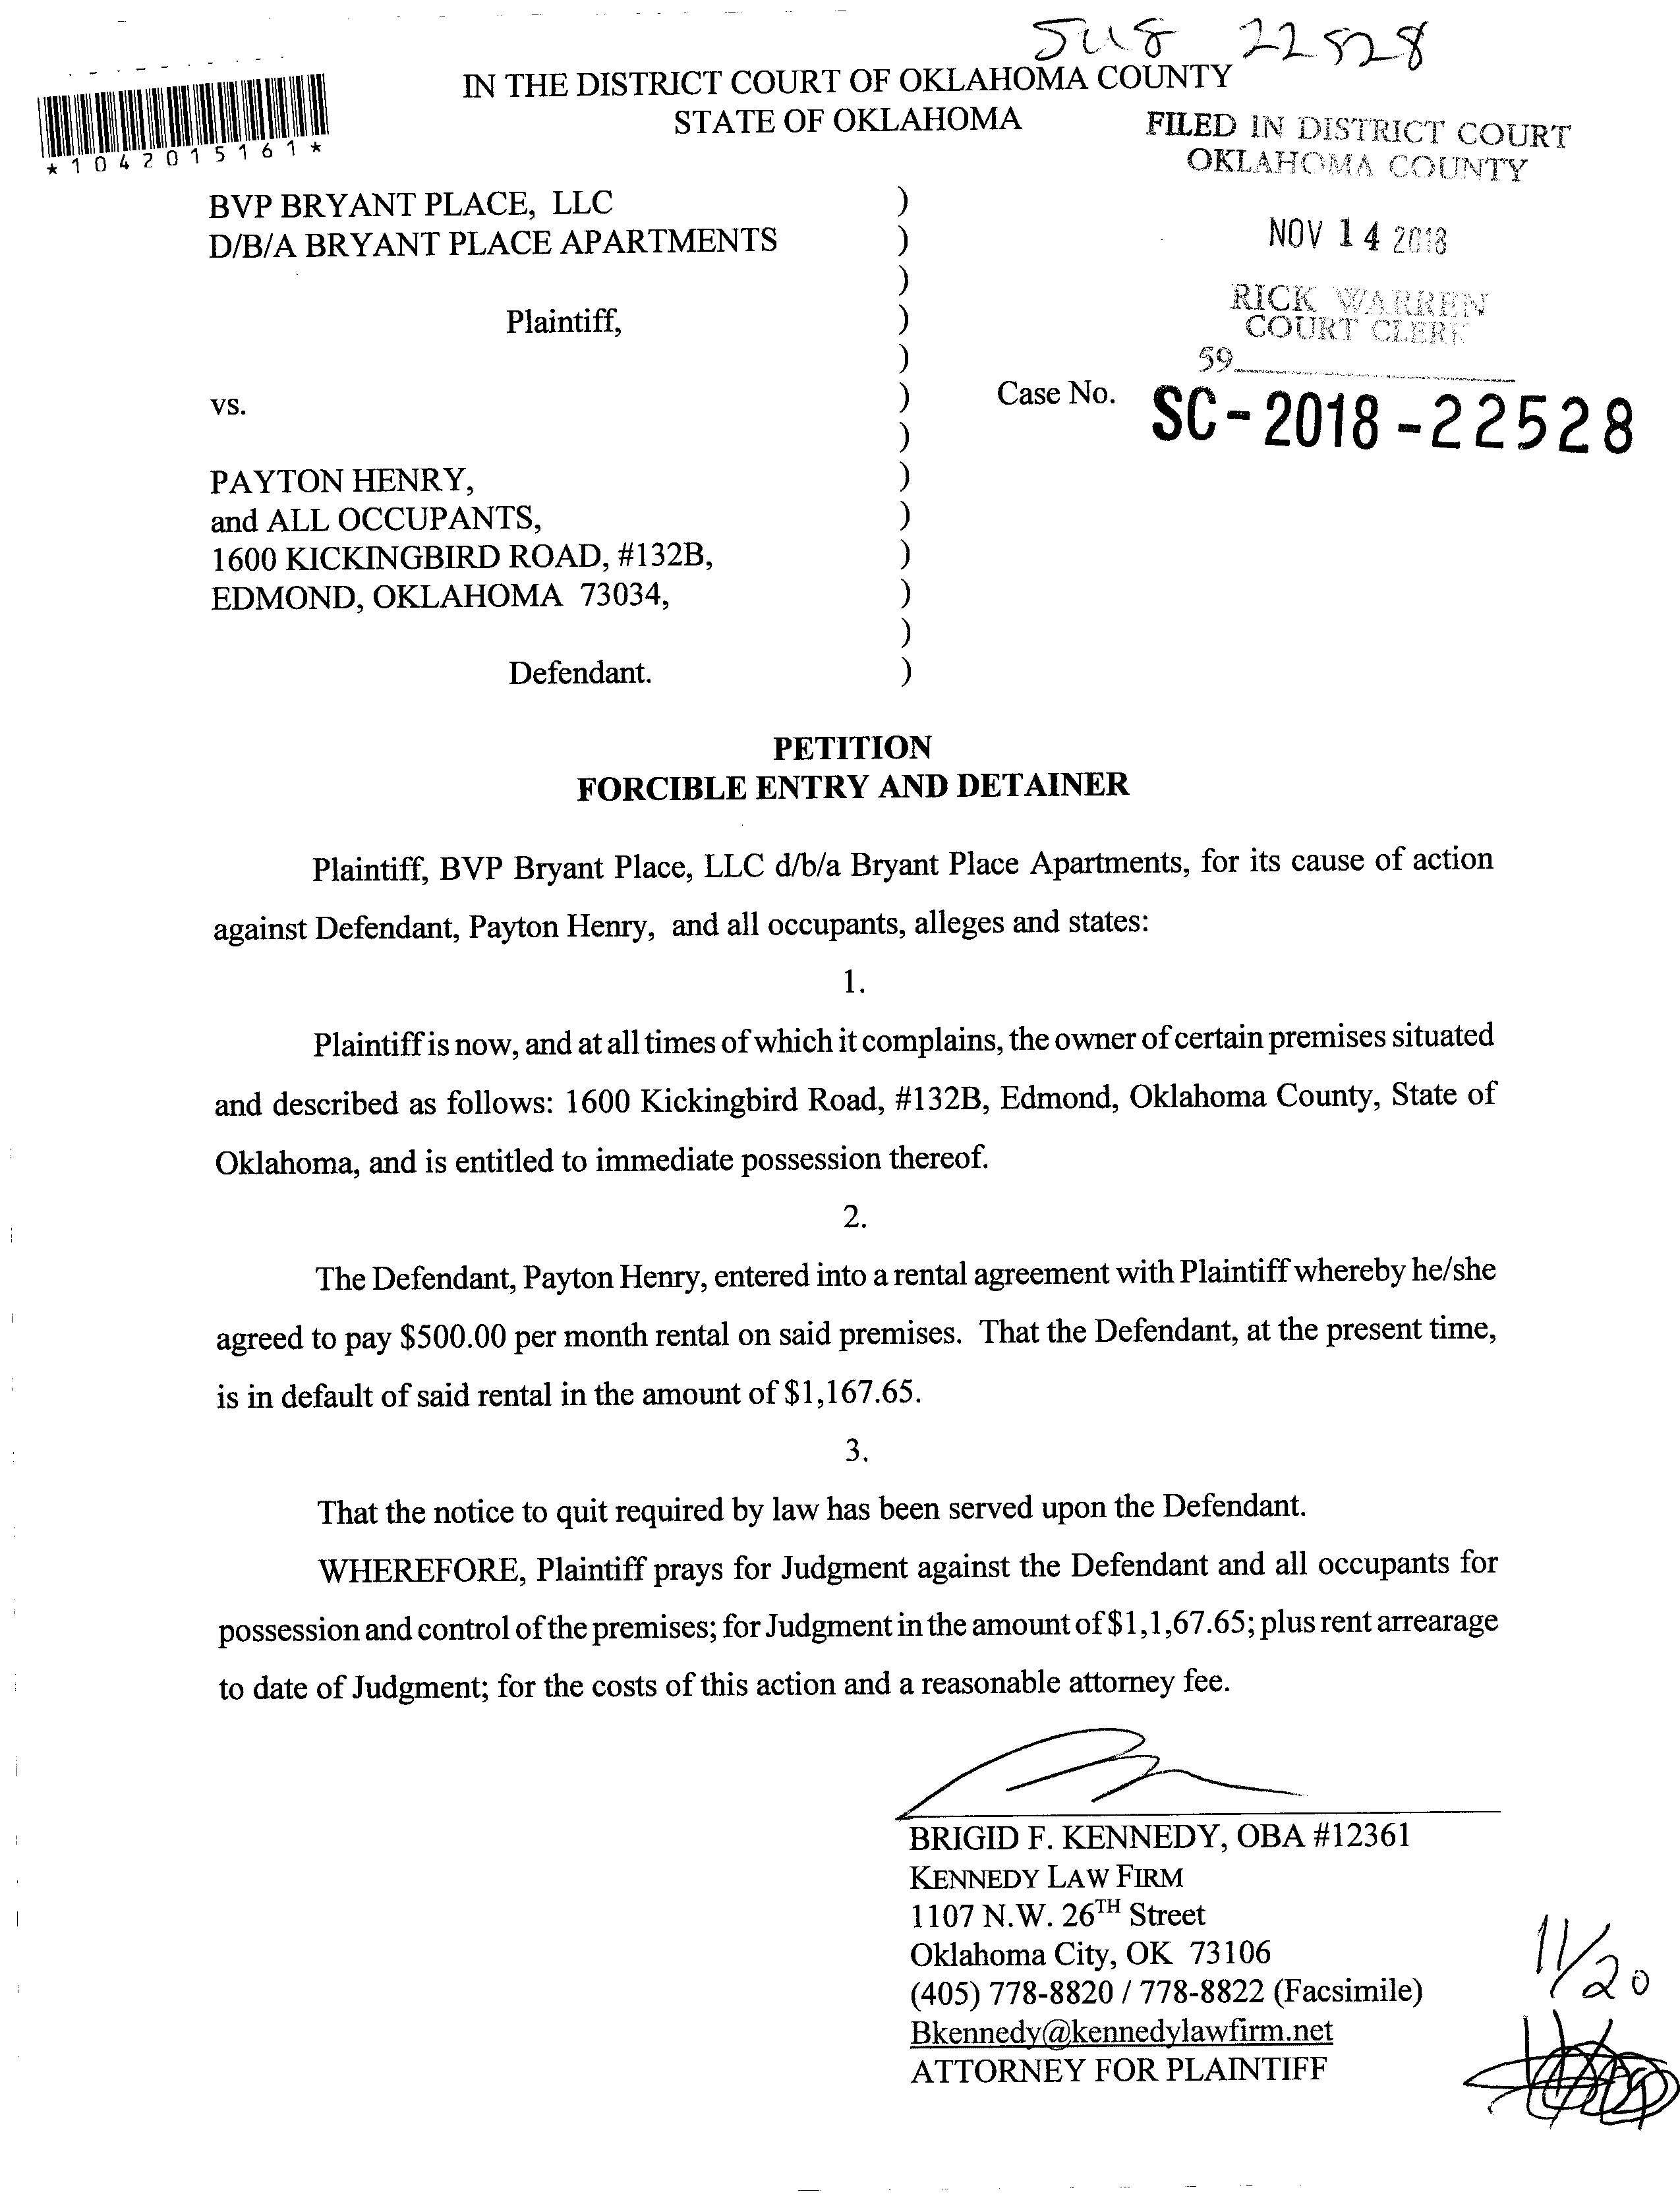 22528
IN THE DISTRICT COURT OF OKLAHOMA COUNTY
STATE OF OKLAHOMA
*1042015161*
FILED IN DISTRICT COURT
OKLAHOMA COUNTY
NOV 14 2018
RICK WARREN
COURT CLERK
59
BVP BRYANT PLACE, LLC )
D/B/A BRYANT PLACE APARTMENTS )
)
Plaintiff, )
)
vs. ) Case No. SC-2018-22528
)
PAYTON HENRY, )
and ALL OCCUPANTS, )
1600 KICKINGBIRD ROAD, #132B, )
EDMOND, OKLAHOMA 73034, )
)
Defendant. )
PETITION
FORCIBLE ENTRY AND DETAINER
Plaintiff, BVP Bryant Place, LLC d/b/a Bryant Place Apartments, for its cause of action
against Defendant, Payton Henry, and all occupants, alleges and states:
1.
Plaintiff is now, and at all times of which it complains, the owner of certain premises situated
and described as follows: 1600 Kickingbird Road, #132B, Edmond, Oklahoma County, State of
Oklahoma, and is entitled to immediate possession thereof.
2.
The Defendant, Payton Henry, entered into a rental agreement with Plaintiff whereby he/she
agreed to pay $500.00 per month rental on said premises. That the Defendant, at the present time,
is in default of said rental in the amount of $1,167.65.
3.
That the notice to quit required by law has been served upon the Defendant.
WHEREFORE, Plaintiff prays for Judgment against the Defendant and all occupants for
possession and control of the premises; for Judgment in the amount of $1,1,67.65; plus rent arrearage
to date of Judgment; for the costs of this action and a reasonable attorney fee.
BRIGID F. KENNEDY, OBA #12361
KENNEDY LAW FIRM
1107 N.W. 26TH Street
Oklahoma City, OK 73106
(405) 778-8820 / 778-8822 (Facsimile)
Bkennedy@kennedylawfirm.net
ATTORNEY FOR PLAINTIFF
11/20